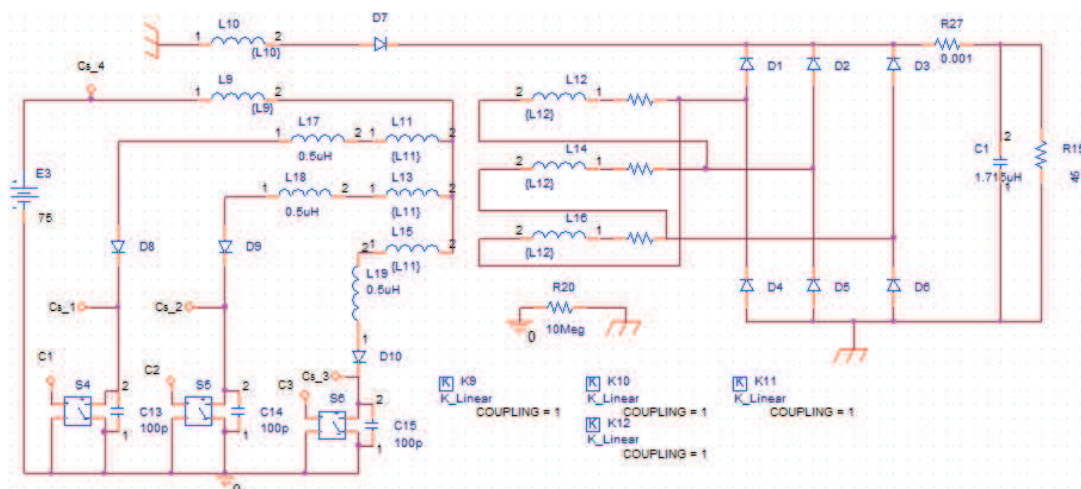 L10
1 2
{L10}
D7
R27
0.001
Cs_4
L9
1 2
{L9}
D1 D2 D3
L12
2 1
{L12}
L17 L11
1 2 1 2
0.5uH {L11}
L14
2 1
{L12}
C1
2
1.715uH
1
R15
45
L18 L13
1 2 1 2
0.5uH {L11}
E3
75
L16
2 1
{L12}
D8 D9
L15
2 1 2
{L11}
L19
0.5uH
1
Cs_1 Cs_2
R20
10Meg
0
D4 D5 D6
D10
Cs_3
C1 C2 C3
S4 S5 S6
2 2 2
C13
100p
C14
100p
C15
100p
1 1 1
0
K K9
K_Linear
COUPLING = 1
K K10
K_Linear
COUPLING = 1
K K11
K_Linear
COUPLING = 1
K K12
K_Linear
COUPLING = 1